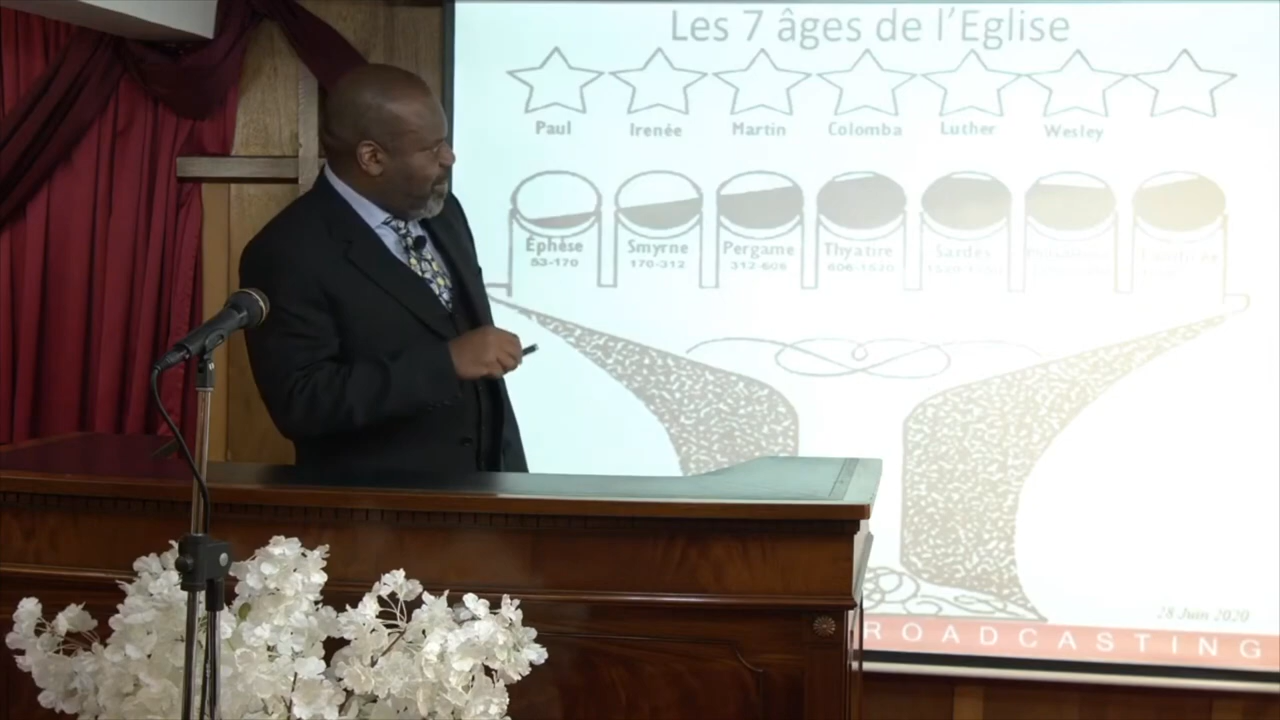 Les 7 âges de l'Eglise
Paul Irenée Martin Colomba Luther Wesley
Éphèse Smyrne Pergame Thyatire Sardes
53-170 170-312 312-606 606-1520
28 Juin 2020
ROADCASTING